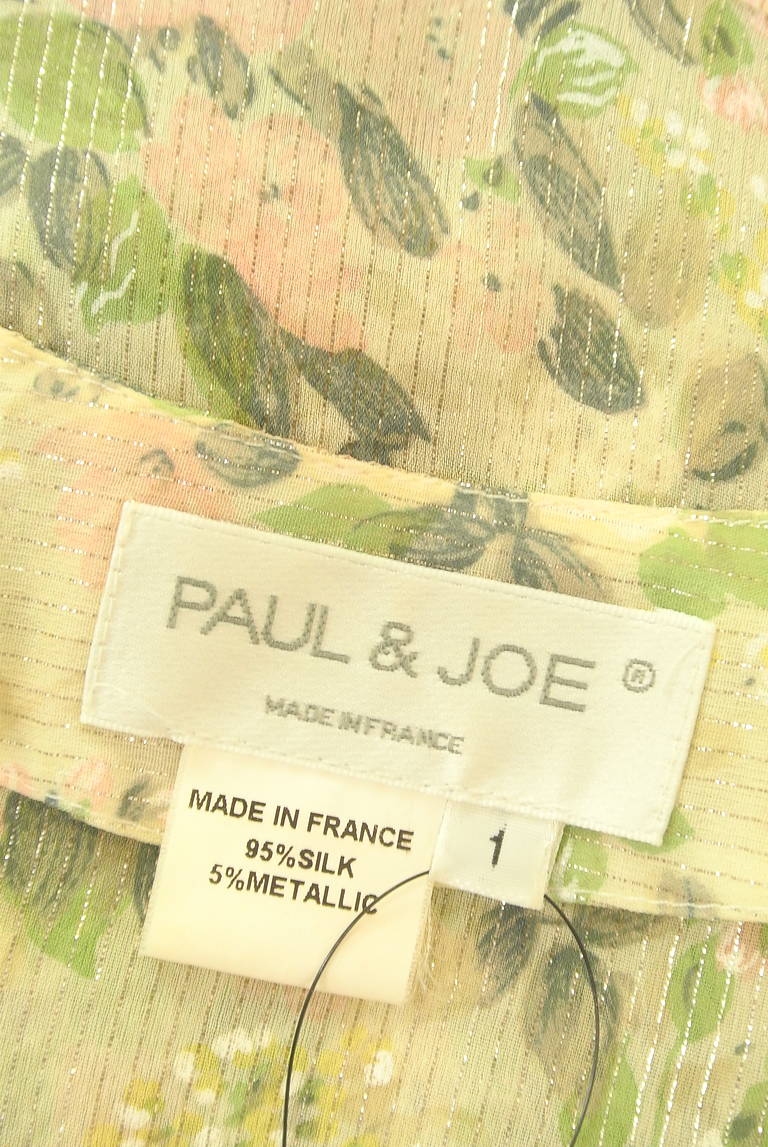 PAUL & JOE ®
MADE IN FRANCE
MADE IN FRANCE
95%SILK
5%METALLIC
1